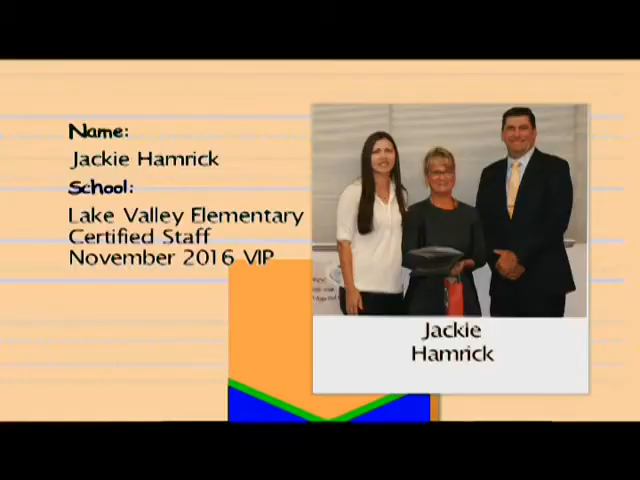 Name:
Jackie Hamrick
School:
Lake Valley Elementary
Certified Staff
November 2016 VIP
Jackie
Hamrick